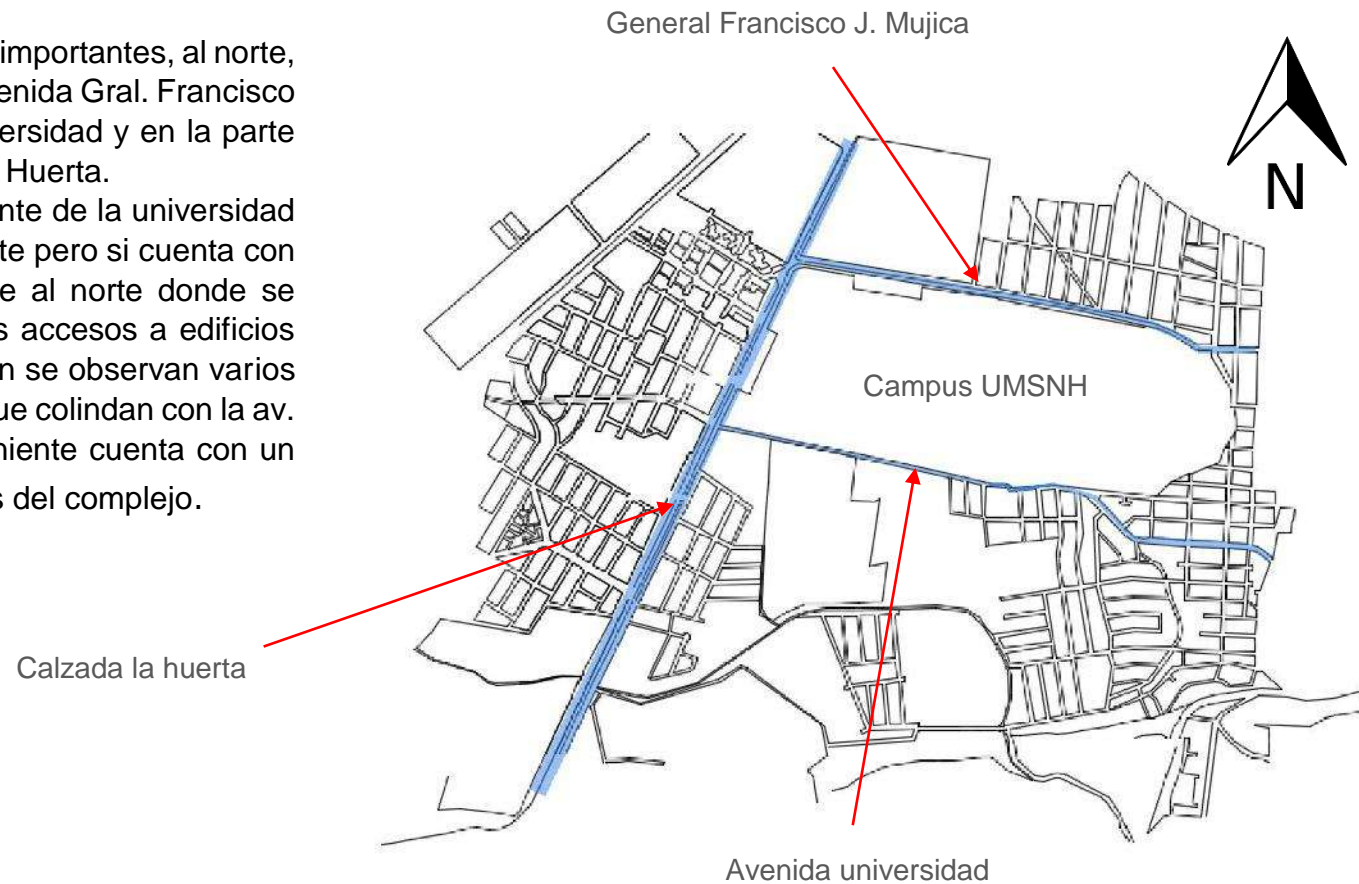 General Francisco J. Mujica
importantes, al norte,
enida Gral. Francisco
ersidad y en la parte
Huerta.
nte de la universidad
te pero si cuenta con
e al norte donde se
s accesos a edificios
n se observan varios
ue colindan con la av.
niente cuenta con un
s del complejo.
N
Campus UMSNH
Calzada la huerta
Avenida universidad